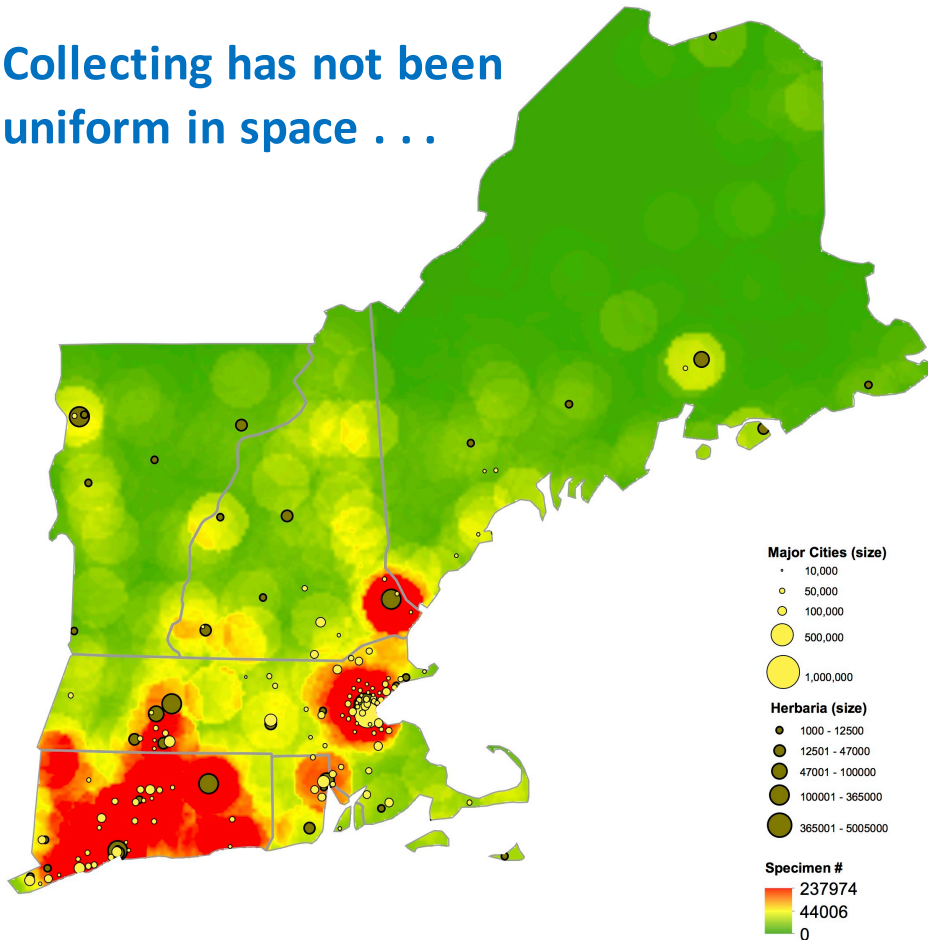 Collecting has not been
uniform in space . . .
Major Cities (size)
10,000
50,000
100,000
500,000
1,000,000
Herbaria (size)
1000 - 12500
12501 - 47000
47001 - 100000
100001 - 365000
365001 - 5005000
Specimen #
237974
44006
0